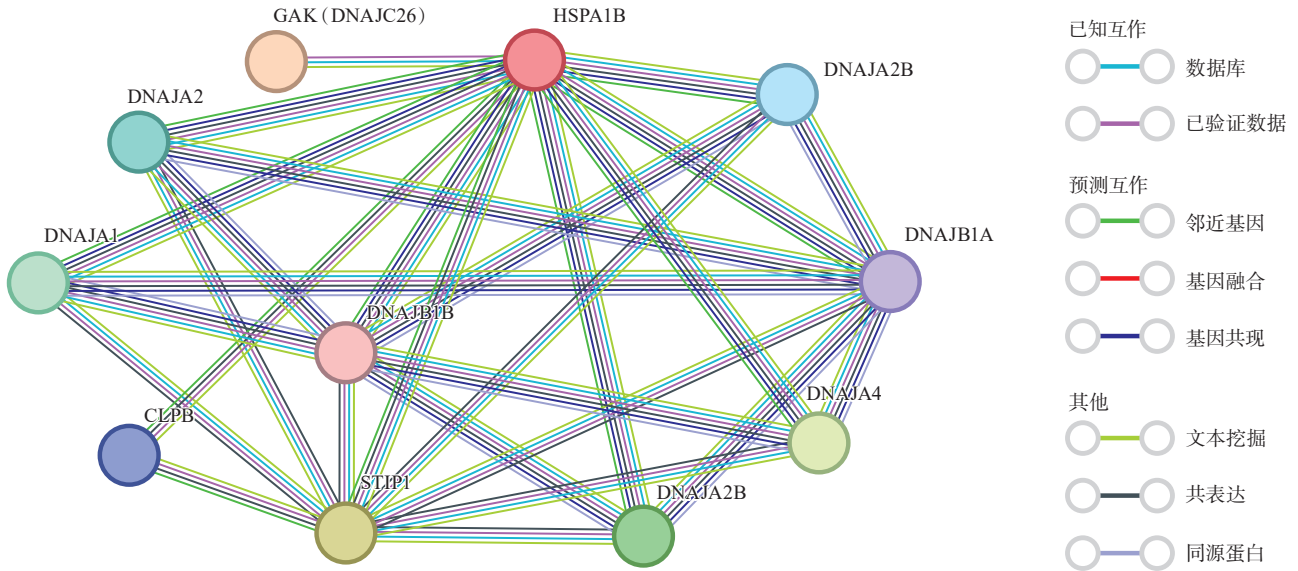 GAK（DNAJC26）
HSPA1B
DNAJA2B
DNAJA2
DNAJA1
DNAJB1A
DNAJB1B
DNAJA4
CLPB
STIP1
DNAJA2B
已知互作
数据库
已验证数据
预测互作
邻近基因
基因融合
基因共现
其他
文本挖掘
共表达
同源蛋白